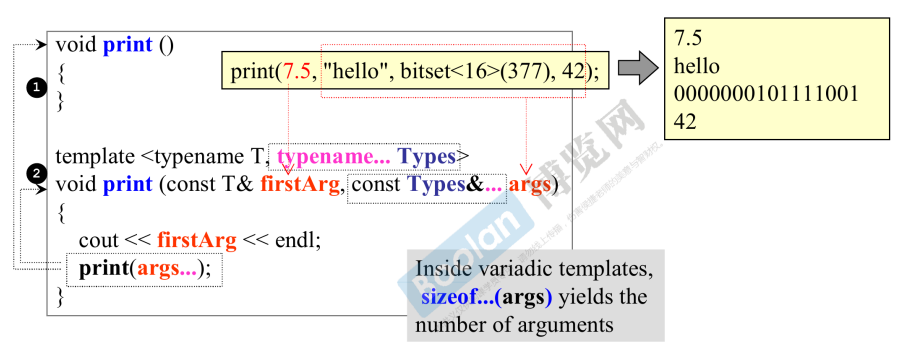 void print ()
{
}
❶
print(7.5, "hello", bitset<16>(377), 42);
7.5
hello
0000000101111001
42
❷
template <typename T, typename... Types>
void print (const T& firstArg, const Types&... args)
{
cout << firstArg << endl;
print(args...);
}
Inside variadic templates,
sizeof...(args) yields the
number of arguments
Boolan 博览网